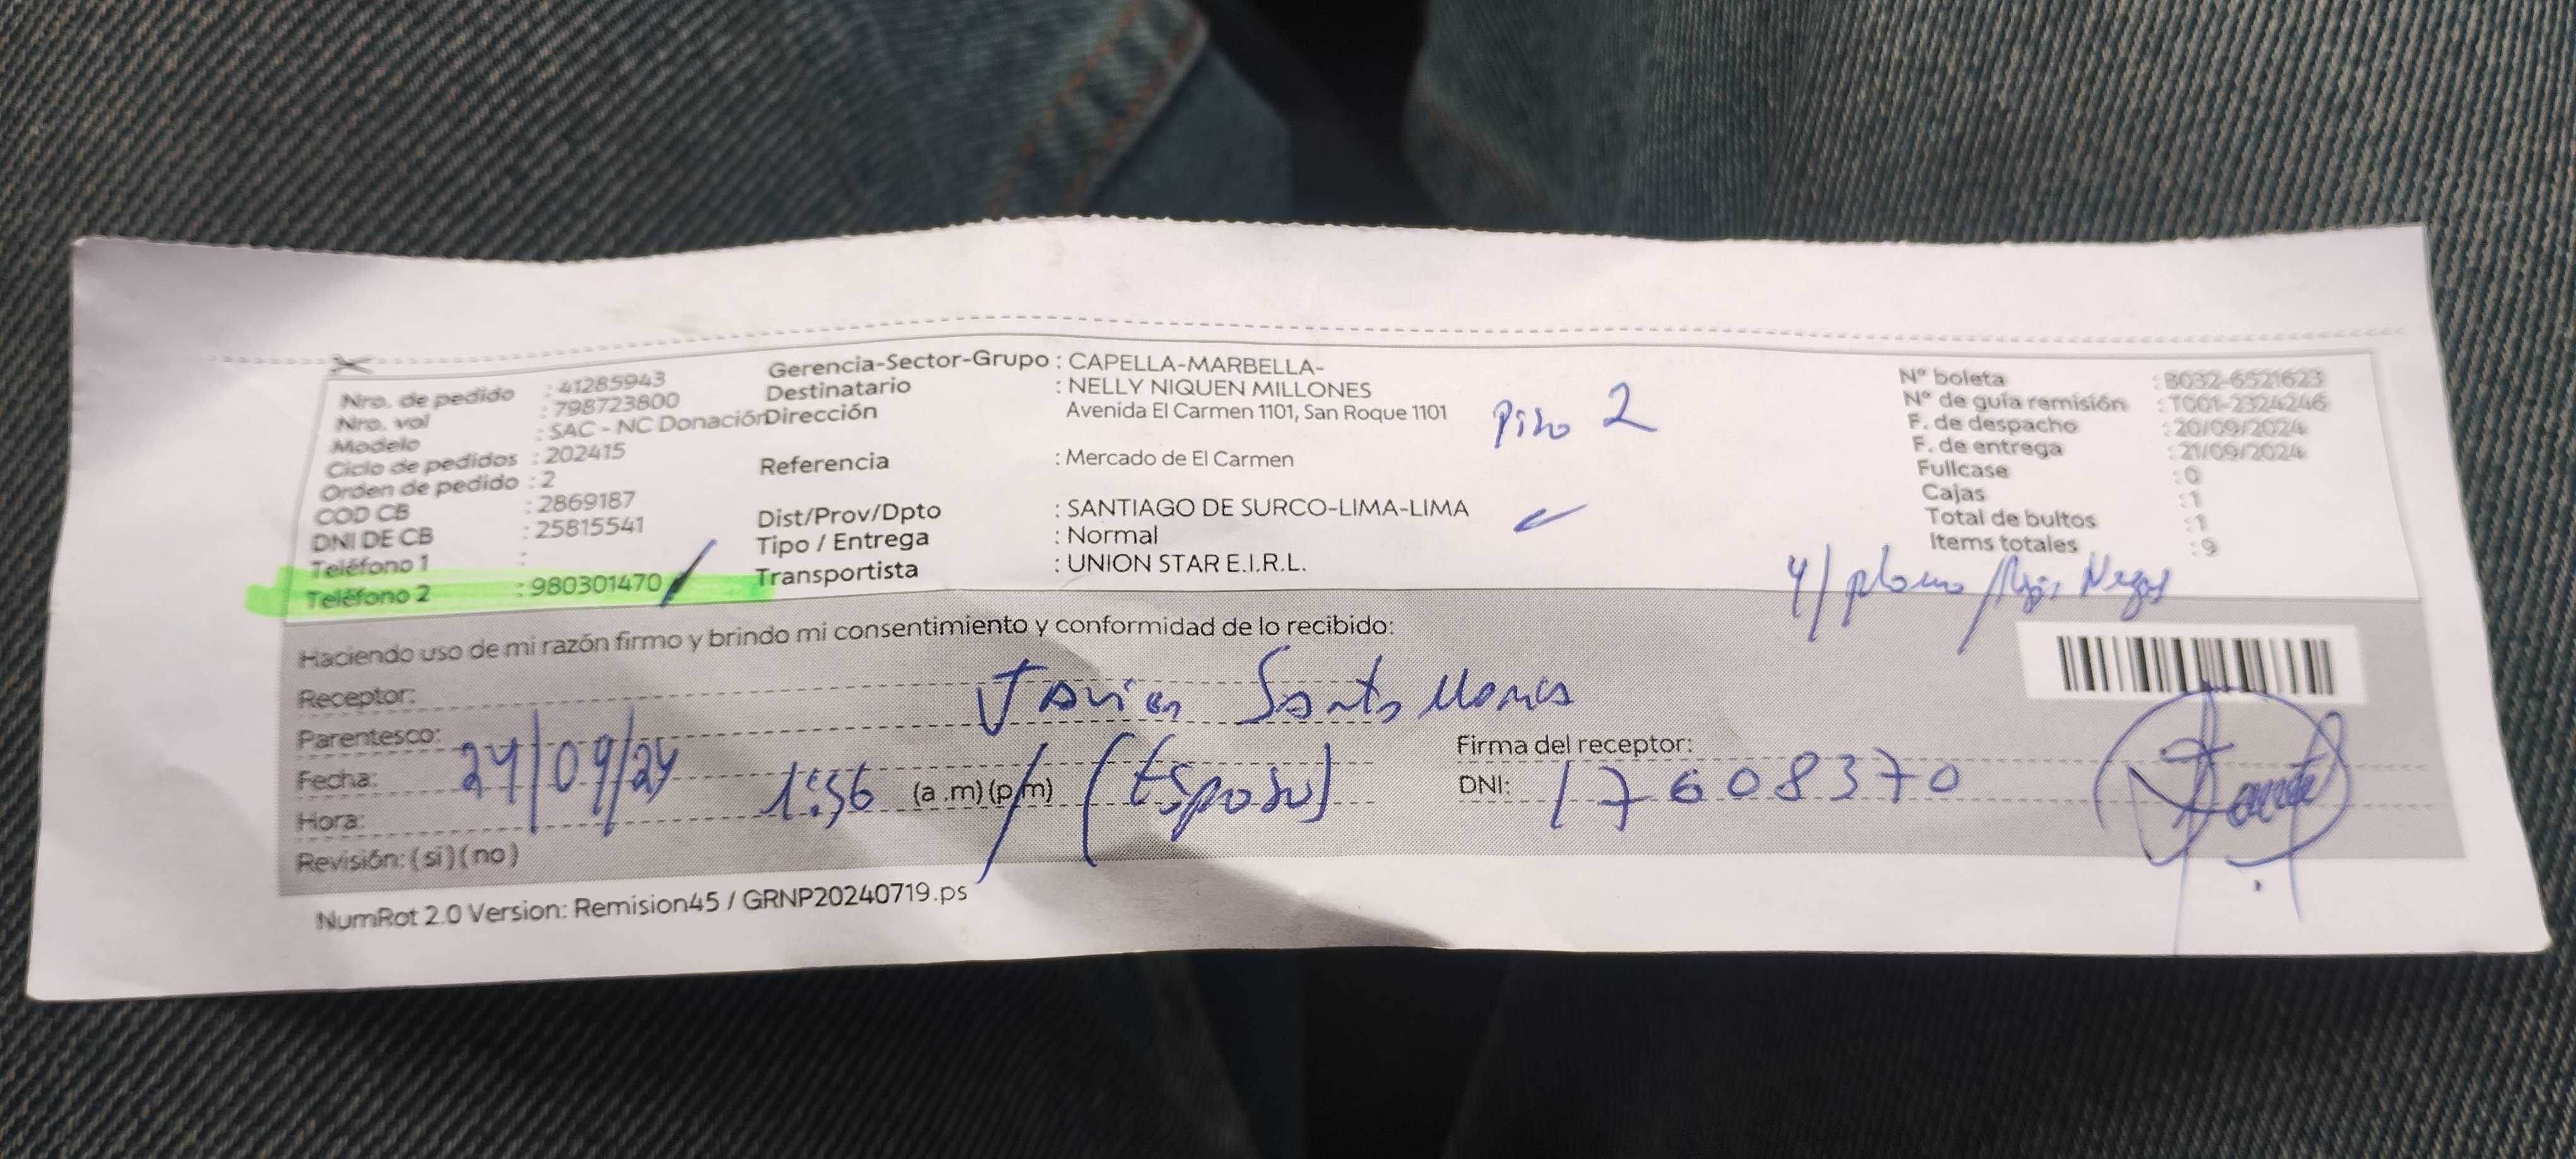 Nro. de pedido : 41285943
Nro. vol : 798723800
Modelo : SAC - NC Donación
Ciclo de pedidos : 202415
Orden de pedido : 2
COD CB : 2869187
DNI DE CB : 25815541
Teléfono 1 :
Teléfono 2 : 980301470
Gerencia-Sector-Grupo : CAPELLA-MARBELLA-
Destinatario : NELLY NIQUEN MILLONES
Dirección Avenida El Carmen 1101, San Roque 1101
Piso 2
Referencia : Mercado de El Carmen
Dist/Prov/Dpto : SANTIAGO DE SURCO-LIMA-LIMA
Tipo / Entrega : Normal
Transportista : UNION STAR E.I.R.L.
N° boleta : B032-6521623
N° de guía remisión : T001-2324246
F. de despacho : 20/09/2024
F. de entrega : 21/09/2024
Fullcase : 0
Cajas : 1
Total de bultos : 1
Items totales : 9
4/plomo/Rejas Negras
Haciendo uso de mi razón firmo y brindo mi consentimiento y conformidad de lo recibido:
Receptor: Javier Santos
Parentesco: (Esposo)
Fecha: 24/09/24
Hora: 1:56 (a.m)(p/m)
Revisión: (si)(no)
Firma del receptor:
DNI: 17608370
NumRot 2.0 Version: Remision45 / GRNP20240719.ps